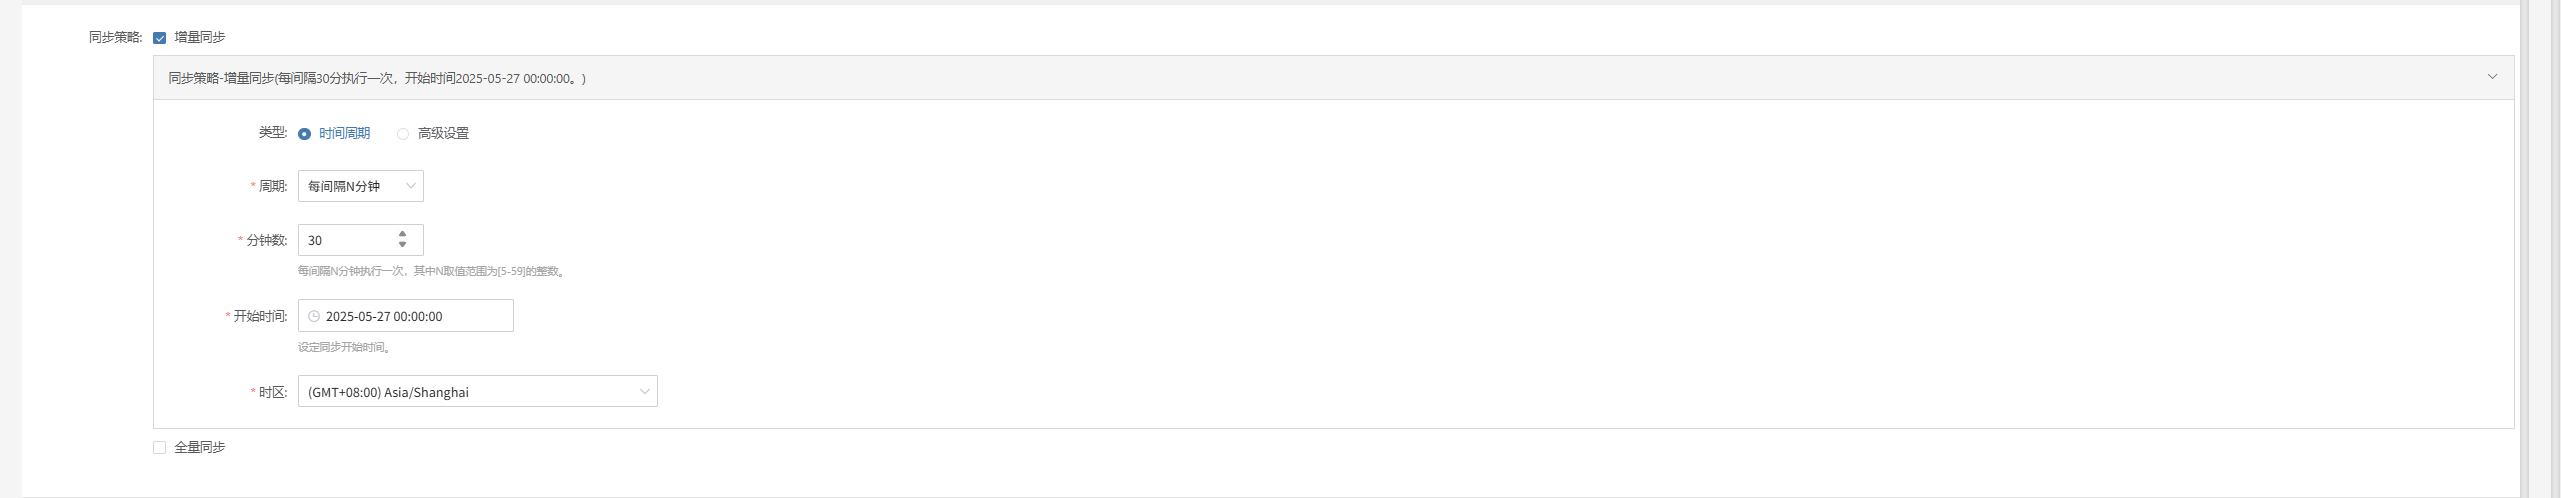 同步策略: 增量同步
同步策略-增量同步(每间隔30分执行一次，开始时间2025-05-27 00:00:00。)
类型: 时间周期 高级设置
* 周期: 每间隔N分钟
* 分钟数: 30
每间隔N分钟执行一次，其中N取值范围为[5-59]的整数。
* 开始时间: 2025-05-27 00:00:00
设定同步开始时间。
* 时区: (GMT+08:00) Asia/Shanghai
全量同步